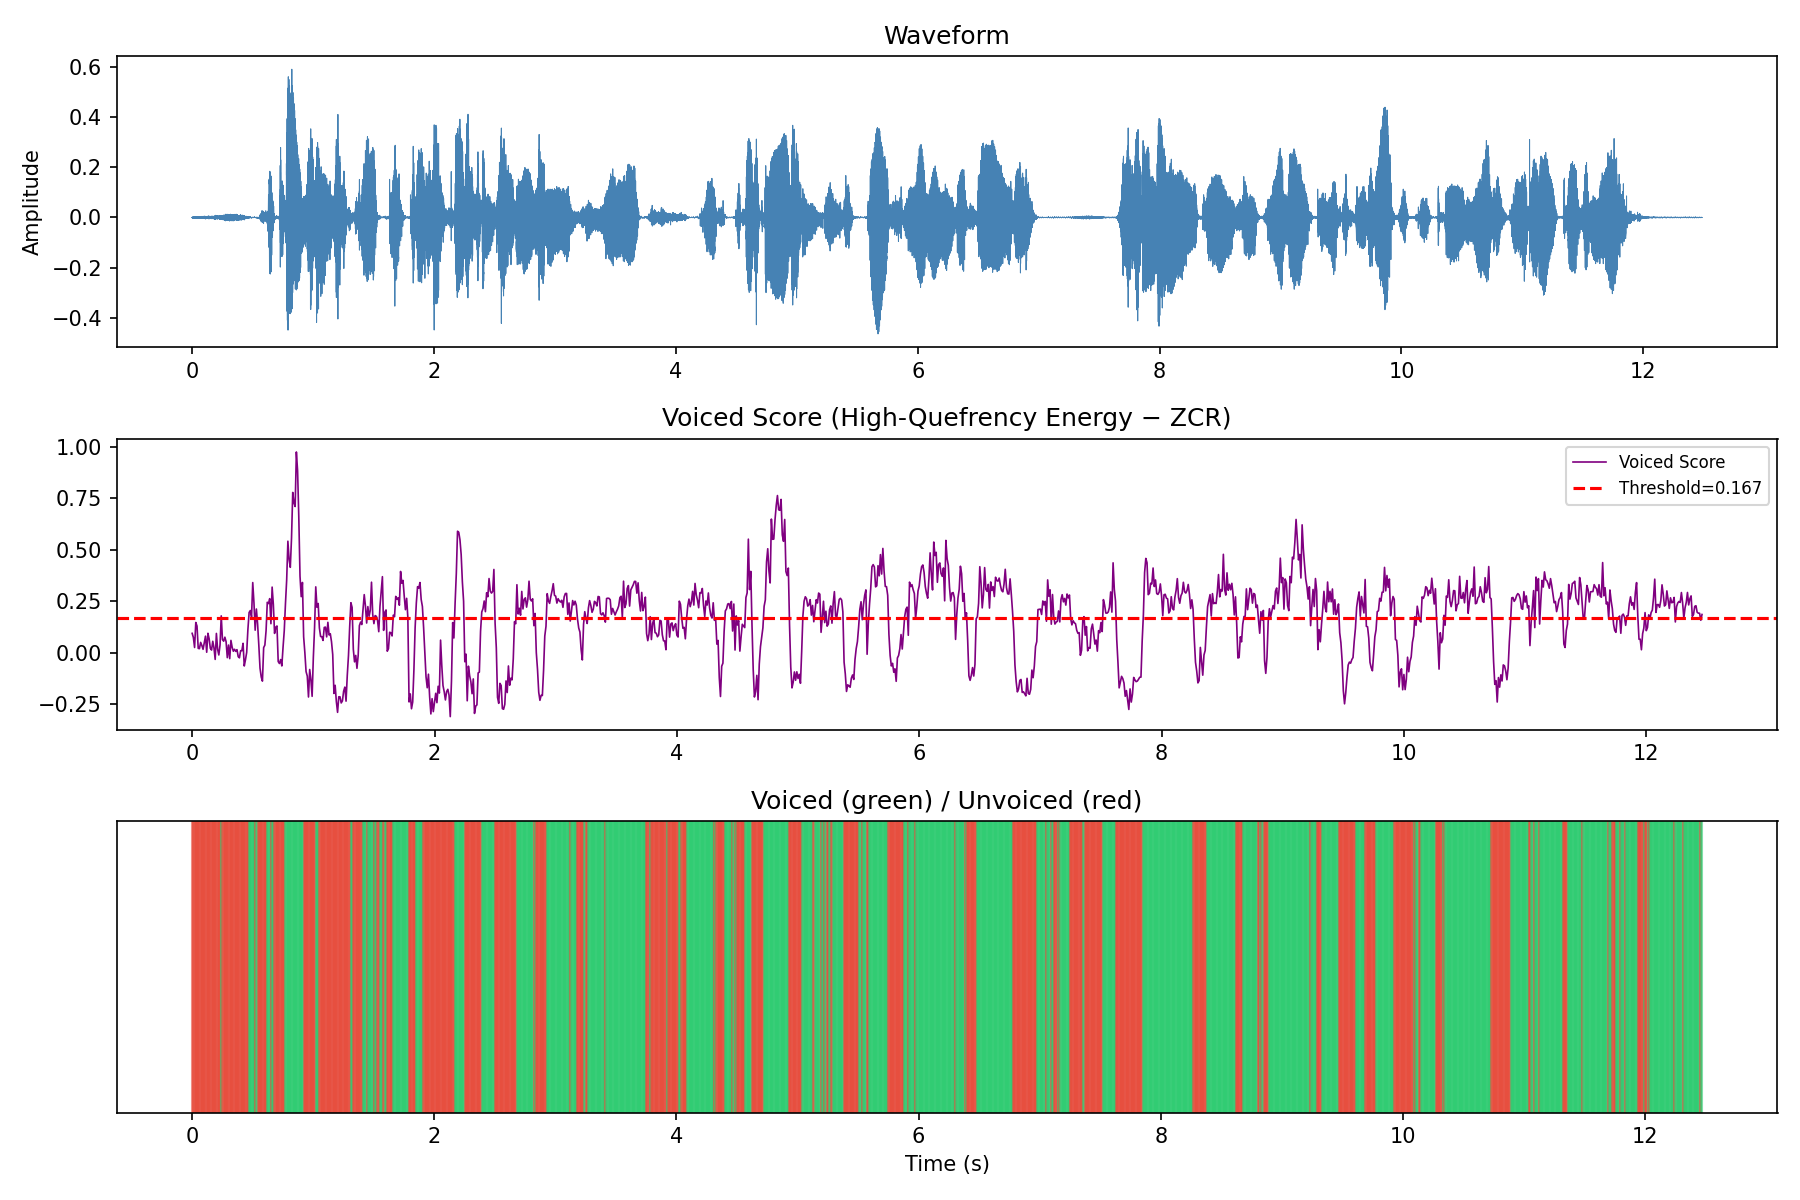 Waveform
Amplitude
0.6
0.4
0.2
0.0
−0.2
−0.4
0 2 4 6 8 10 12
Voiced Score (High-Quefrency Energy − ZCR)
1.00
0.75
0.50
0.25
0.00
−0.25
Voiced Score
Threshold=0.167
0 2 4 6 8 10 12
Voiced (green) / Unvoiced (red)
0 2 4 6 8 10 12
Time (s)